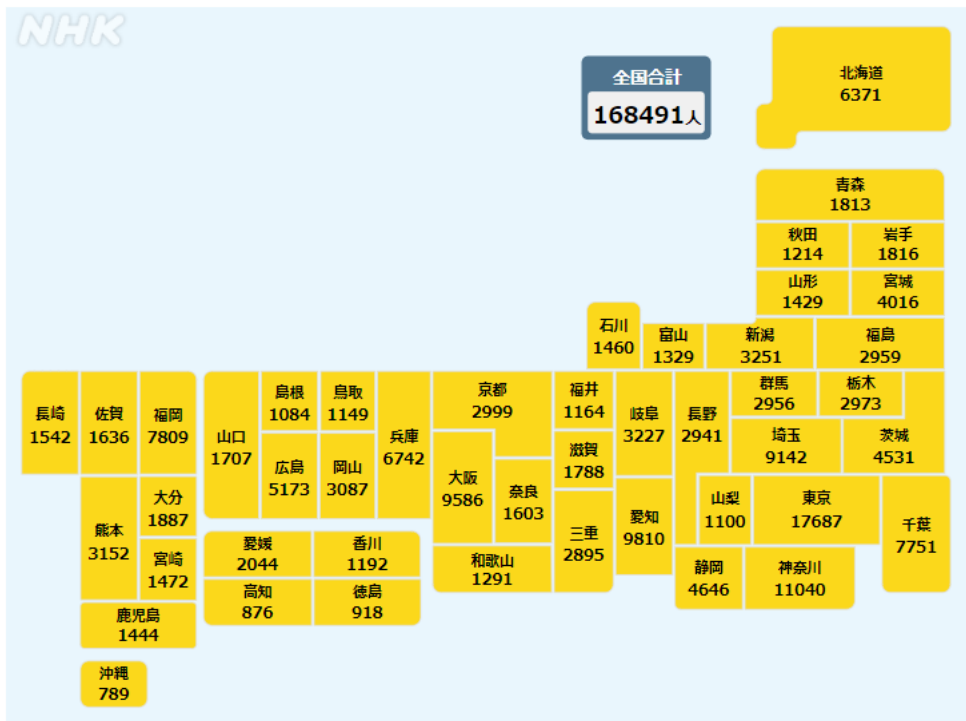 NHK
全国合計
168491人
北海道
6371
青森
1813
秋田
1214
岩手
1816
山形
1429
宮城
4016
石川
1460
富山
1329
新潟
3251
福島
2959
長崎
1542
佐賀
1636
福岡
7809
山口
1707
島根
1084
鳥取
1149
兵庫
6742
京都
2999
福井
1164
岐阜
3227
長野
2941
群馬
2956
栃木
2973
広島
5173
岡山
3087
大阪
9586
滋賀
1788
埼玉
9142
茨城
4531
熊本
3152
大分
1887
奈良
1603
三重
2895
愛知
9810
山梨
1100
東京
17687
千葉
7751
宮崎
1472
愛媛
2044
香川
1192
和歌山
1291
静岡
4646
神奈川
11040
高知
876
徳島
918
鹿児島
1444
沖縄
789